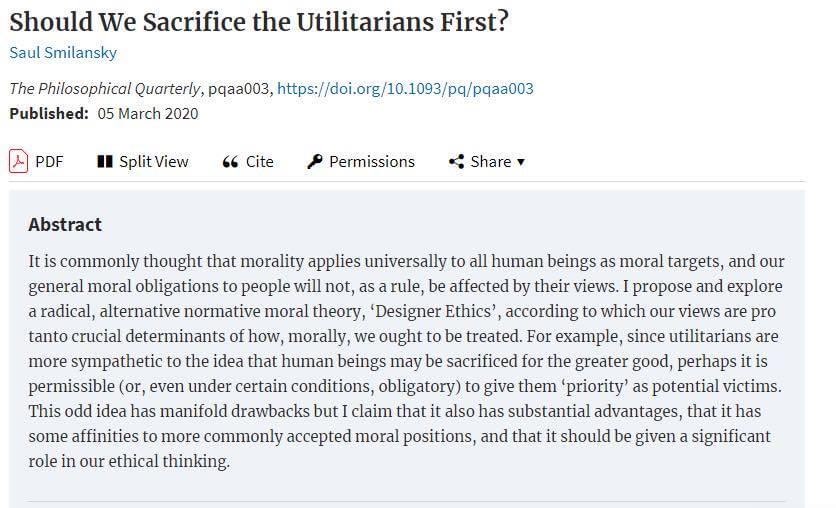 Should We Sacrifice the Utilitarians First?
Saul Smilansky
The Philosophical Quarterly, pqaa003, https://doi.org/10.1093/pq/pqaa003
Published: 05 March 2020
PDF Split View Cite Permissions Share
Abstract
It is commonly thought that morality applies universally to all human beings as moral targets, and our
general moral obligations to people will not, as a rule, be affected by their views. I propose and explore
a radical, alternative normative moral theory, ‘Designer Ethics’, according to which our views are pro
tanto crucial determinants of how, morally, we ought to be treated. For example, since utilitarians are
more sympathetic to the idea that human beings may be sacrificed for the greater good, perhaps it is
permissible (or, even under certain conditions, obligatory) to give them ‘priority’ as potential victims.
This odd idea has manifold drawbacks but I claim that it also has substantial advantages, that it has
some affinities to more commonly accepted moral positions, and that it should be given a significant
role in our ethical thinking.